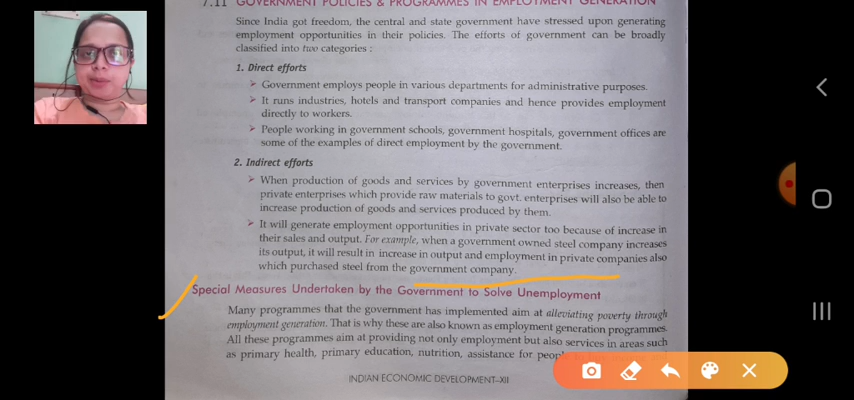 7.11 GOVERNMENT POLICIES & PROGRAMMES IN EMPLOYMENT GENERATION
Since India got freedom, the central and state government have stressed upon generating
employment opportunities in their policies. The efforts of government can be broadly
classified into two categories :
1. Direct efforts
➢ Government employs people in various departments for administrative purposes.
➢ It runs industries, hotels and transport companies and hence provides employment
directly to workers.
➢ People working in government schools, government hospitals, government offices are
some of the examples of direct employment by the government.
2. Indirect efforts
➢ When production of goods and services by government enterprises increases, then
private enterprises which provide raw materials to govt. enterprises will also be able to
increase production of goods and services produced by them.
➢ It will generate employment opportunities in private sector too because of increase in
their sales and output. For example, when a government owned steel company increases
its output, it will result in increase in output and employment in private companies also
which purchased steel from the government company.
Special Measures Undertaken by the Government to Solve Unemployment
Many programmes that the government has implemented aim at alleviating poverty through
employment generation. That is why these are also known as employment generation programmes.
All these programmes aim at providing not only employment but also services in areas such
as primary health, primary education, nutrition, assistance for
INDIAN ECONOMIC DEVELOPMENT-XII